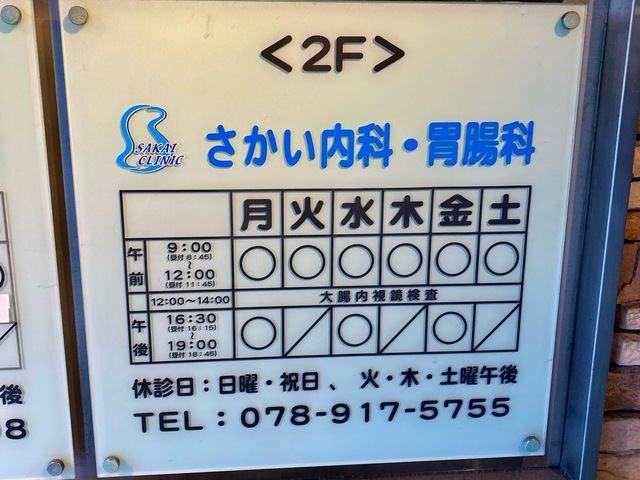 ＜2F＞
SAKAI
CLINIC
さかい内科・胃腸科
月 火 水 木 金 土
午前 9:00 (受付 8:45) ～ 12:00 (受付 11:45) ○ ○ ○ ○ ○ ○
12:00～14:00 大腸内視鏡検査
午後 16:30 (受付 16:15) ～ 19:00 (受付 18:45) ○ ／ ○ ／ ○ ／
休診日：日曜・祝日、火・木・土曜午後
TEL：078-917-5755
後
8